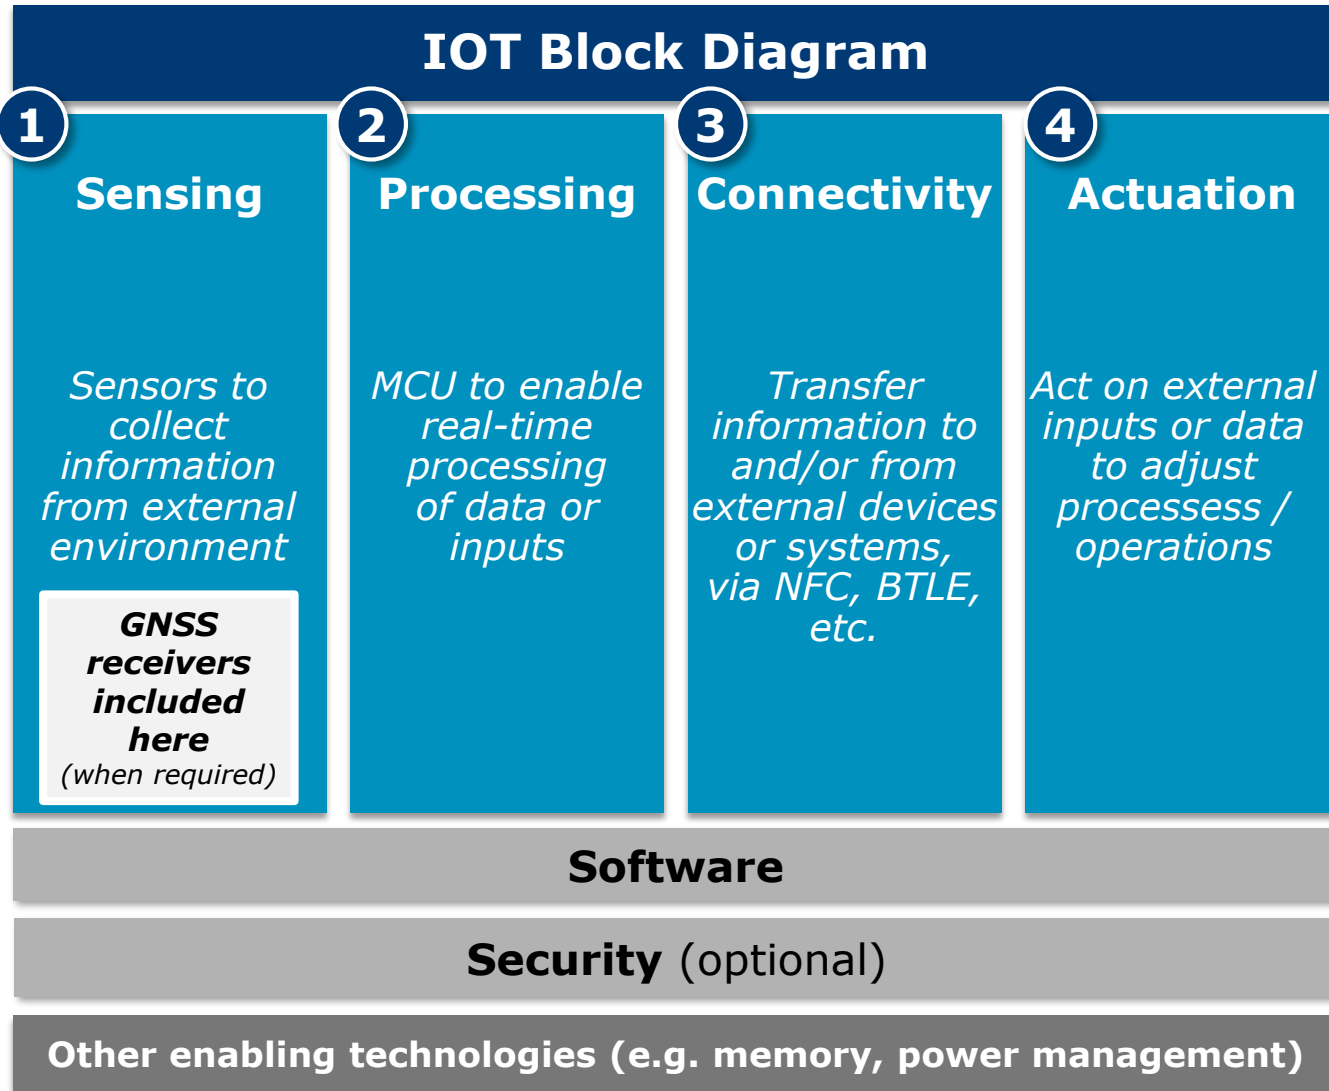 IOT Block Diagram
1
Sensing
Sensors to
collect
information
from external
environment
GNSS
receivers
included
here
(when required)
2
Processing
MCU to enable
real-time
processing
of data or
inputs
3
Connectivity
Transfer
information to
and/or from
external devices
or systems,
via NFC, BTLE,
etc.
4
Actuation
Act on external
inputs or data
to adjust
processess /
operations
Software
Security (optional)
Other enabling technologies (e.g. memory, power management)